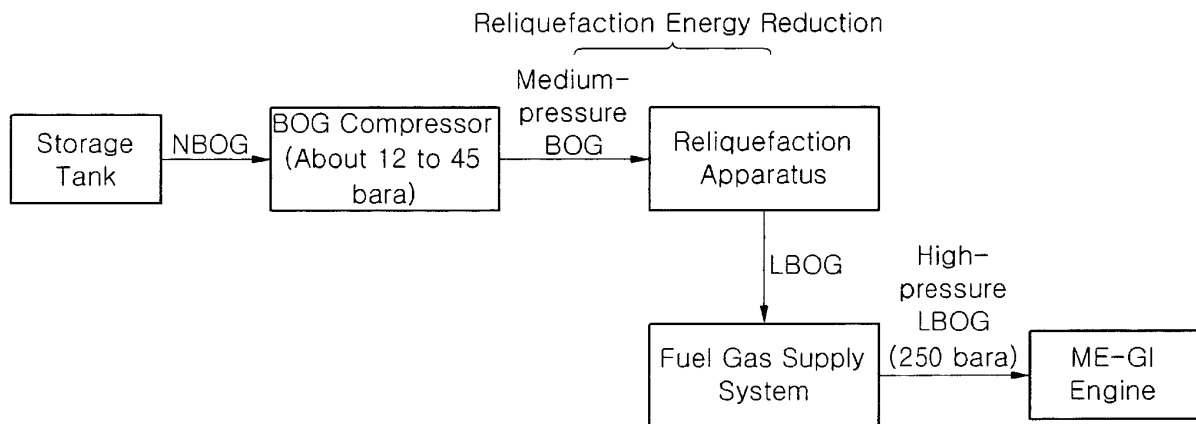 Reliquefaction Energy Reduction
Storage
Tank
NBOG
BOG Compressor
(About 12 to 45
bara)
Medium-
pressure
BOG
Reliquefaction
Apparatus
LBOG
Fuel Gas Supply
System
High-
pressure
LBOG
(250 bara)
ME-GI
Engine